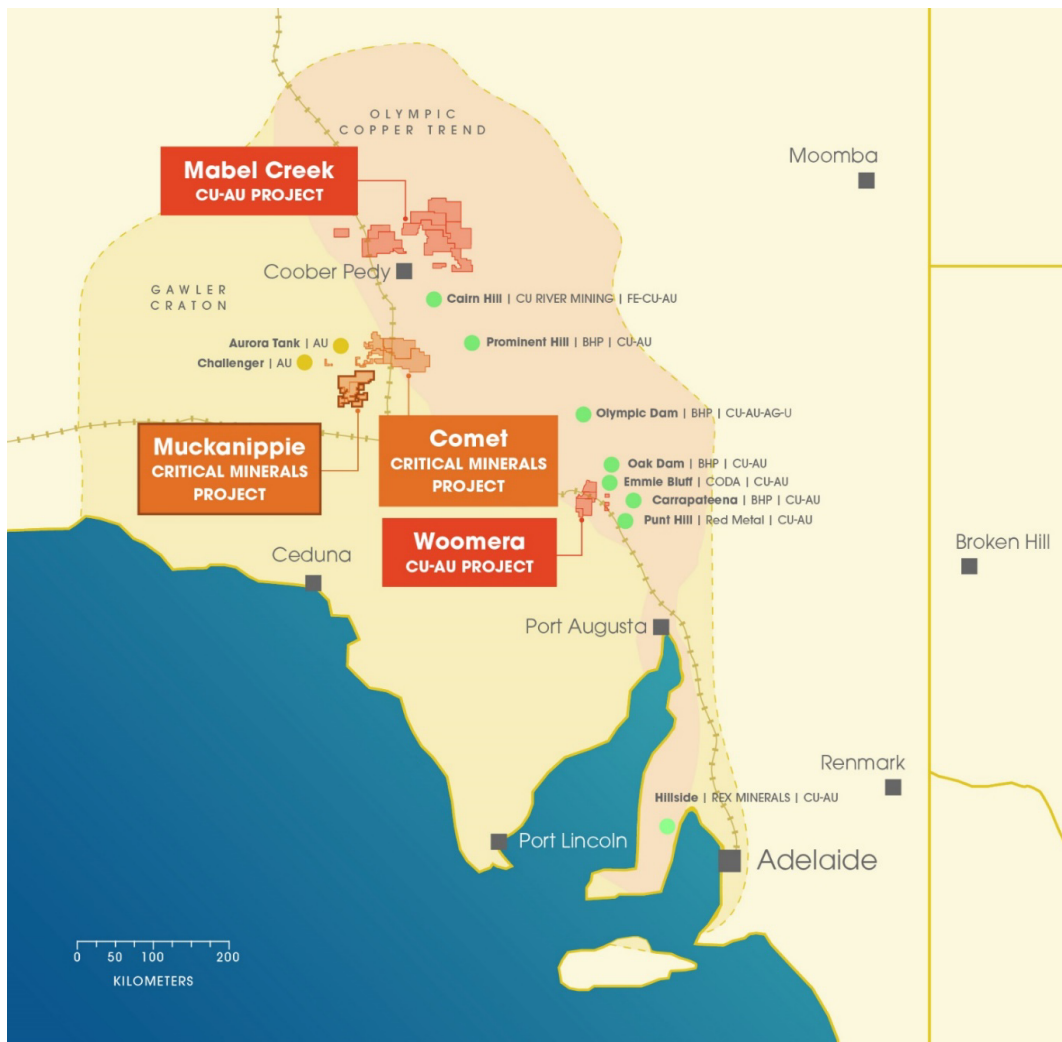 OLYMPIC
COPPER TREND
Moomba
Mabel Creek
CU-AU PROJECT
Coober Pedy
GAWLER
CRATON
Cairn Hill | CU RIVER MINING | FE-CU-AU
Aurora Tank | AU
Prominent Hill | BHP | CU-AU
Challenger | AU
Olympic Dam | BHP | CU-AU-AG-U
Muckanippie
CRITICAL MINERALS
PROJECT
Comet
CRITICAL MINERALS
PROJECT
Oak Dam | BHP | CU-AU
Emmie Bluff | CODA | CU-AU
Carrapateena | BHP | CU-AU
Punt Hill | Red Metal | CU-AU
Woomera
CU-AU PROJECT
Broken Hill
Ceduna
Port Augusta
Renmark
Hillside | REX MINERALS | CU-AU
Port Lincoln
Adelaide
0 50 100 200
KILOMETERS